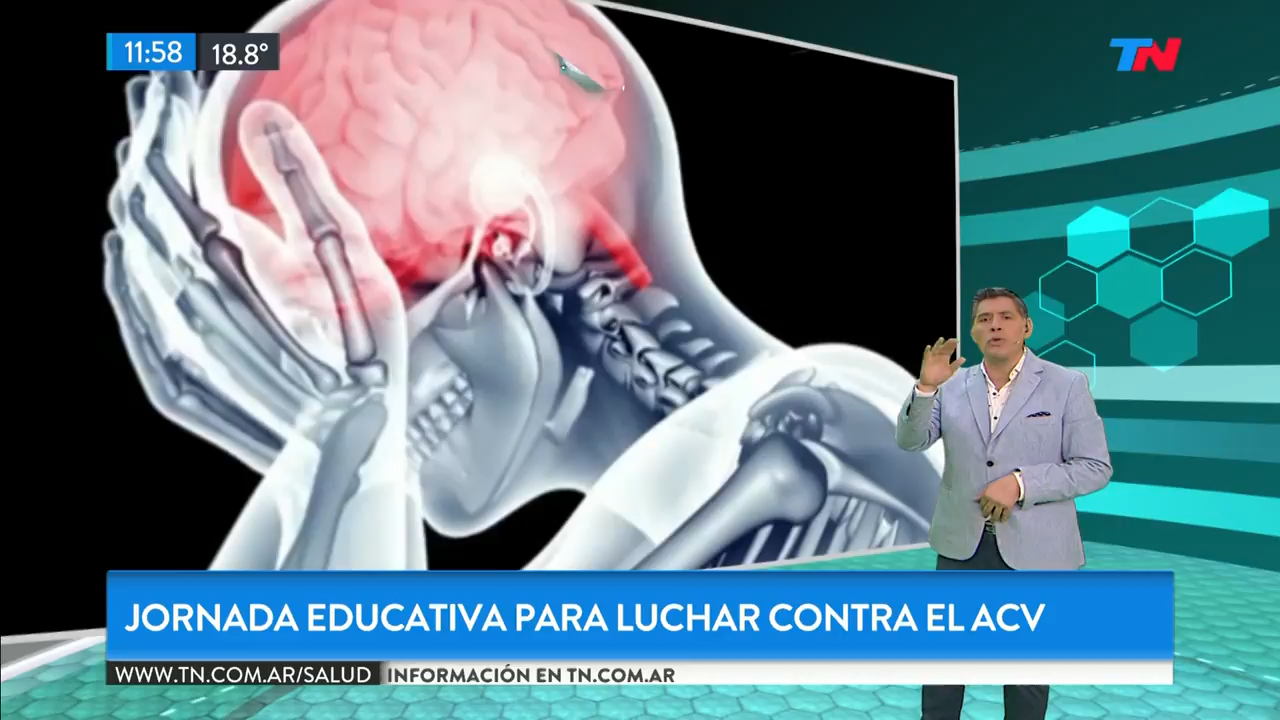 11:58 18.8°
TN
JORNADA EDUCATIVA PARA LUCHAR CONTRA EL ACV
WWW.TN.COM.AR/SALUD INFORMACIÓN EN TN.COM.AR